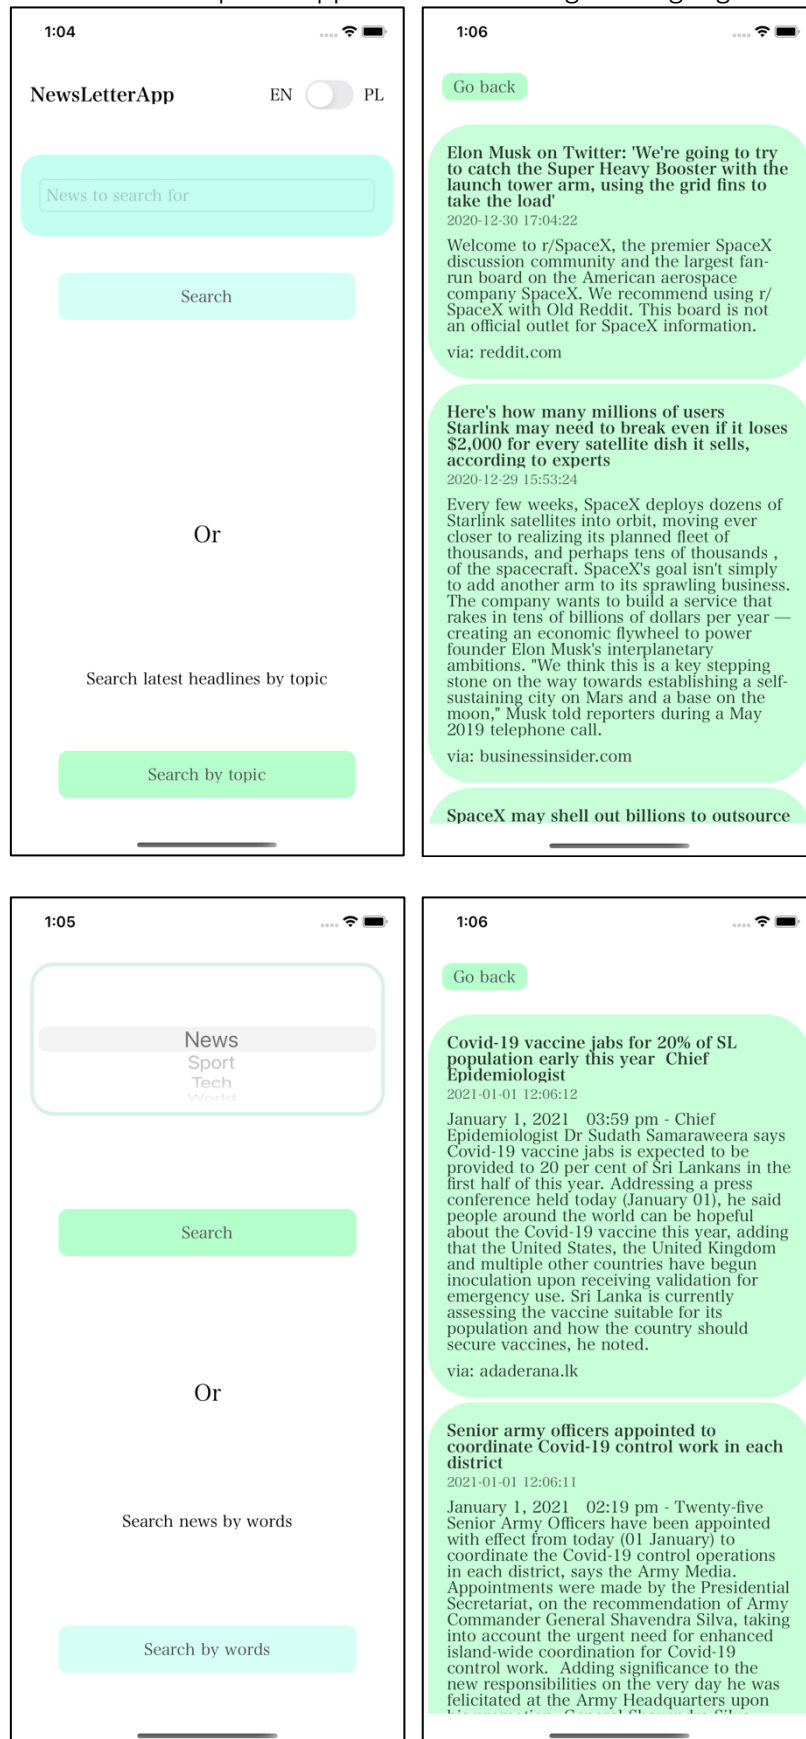 1:04
NewsLetterApp EN PL
News to search for
Search
Or
Search latest headlines by topic
Search by topic
1:06
Go back
Elon Musk on Twitter: 'We're going to try
to catch the Super Heavy Booster with the
launch tower arm, using the grid fins to
take the load'
2020-12-30 17:04:22
Welcome to r/SpaceX, the premier SpaceX
discussion community and the largest fan-
run board on the American aerospace
company SpaceX. We recommend using r/
SpaceX with Old Reddit. This board is not
an official outlet for SpaceX information.
via: reddit.com
Here's how many millions of users
Starlink may need to break even if it loses
$2,000 for every satellite dish it sells,
according to experts
2020-12-29 15:53:24
Every few weeks, SpaceX deploys dozens of
Starlink satellites into orbit, moving ever
closer to realizing its planned fleet of
thousands, and perhaps tens of thousands ,
of the spacecraft. SpaceX's goal isn't simply
to add another arm to its sprawling business.
The company wants to build a service that
rakes in tens of billions of dollars per year —
creating an economic flywheel to power
founder Elon Musk's interplanetary
ambitions. "We think this is a key stepping
stone on the way towards establishing a self-
sustaining city on Mars and a base on the
moon," Musk told reporters during a May
2019 telephone call.
via: businessinsider.com
SpaceX may shell out billions to outsource
1:05
News
Sport
Tech
World
Search
Or
Search news by words
Search by words
1:06
Go back
Covid-19 vaccine jabs for 20% of SL
population early this year  Chief
Epidemiologist
2021-01-01 12:06:12
January 1, 2021   03:59 pm - Chief
Epidemiologist Dr Sudath Samaraweera says
Covid-19 vaccine jabs is expected to be
provided to 20 per cent of Sri Lankans in the
first half of this year. Addressing a press
conference held today (January 01), he said
people around the world can be hopeful
about the Covid-19 vaccine this year, adding
that the United States, the United Kingdom
and multiple other countries have begun
inoculation upon receiving validation for
emergency use. Sri Lanka is currently
assessing the vaccine suitable for its
population and how the country should
secure vaccines, he noted.
via: adaderana.lk
Senior army officers appointed to
coordinate Covid-19 control work in each
district
2021-01-01 12:06:11
January 1, 2021   02:19 pm - Twenty-five
Senior Army Officers have been appointed
with effect from today (01 January) to
coordinate the Covid-19 control operations
in each district, says the Army Media.
Appointments were made by the Presidential
Secretariat, on the recommendation of Army
Commander General Shavendra Silva, taking
into account the urgent need for enhanced
island-wide coordination for Covid-19
control work.  Adding significance to the
new responsibilities on the very day he was
felicitated at the Army Headquarters upon